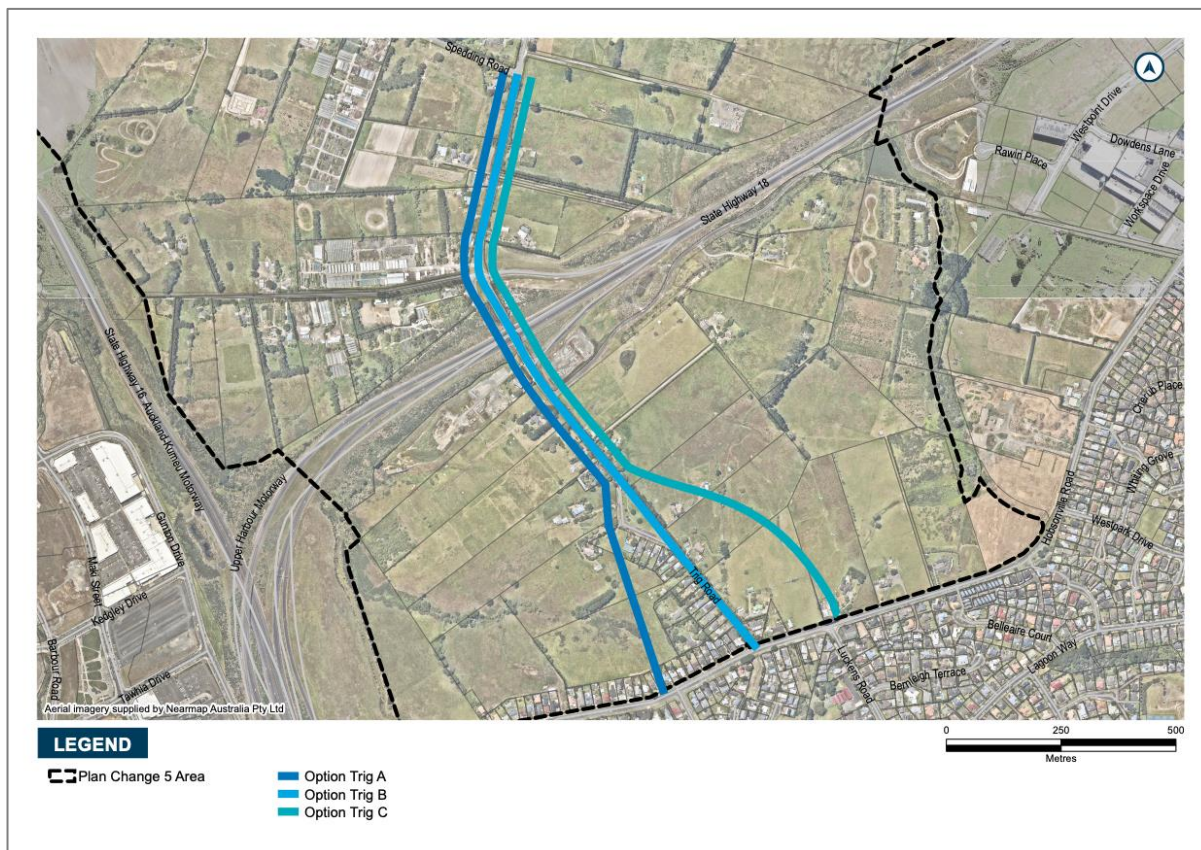 Spedding Road
State Highway 18
Westpoint Drive
Dowdens Lane
Rawin Place
Workspace Drive
State Highway 16 Auckland-Kumeu Motorway
Upper Harbour Motorway
Gunton Drive
Maki Street
Kedgley Drive
Barbour Road
Tawhia Drive
Trig Road
Hobsonville Road
Cherub Place
Whiting Grove
Westpark Drive
Belleaire Court
Luckens Road
Bernleigh Terrace
Lagoon Way
Aerial imagery supplied by Nearmap Australia Pty Ltd
LEGEND
Plan Change 5 Area
Option Trig A
Option Trig B
Option Trig C
0 250 500
Metres